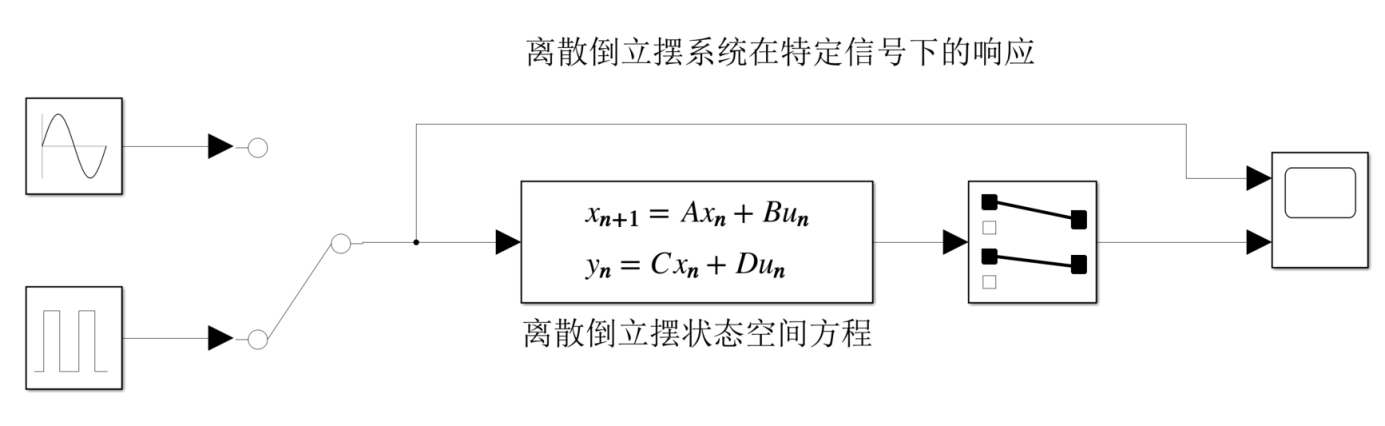 离散倒立摆系统在特定信号下的响应
xₙ₊₁ = Axₙ + Buₙ
yₙ = Cxₙ + Duₙ
离散倒立摆状态空间方程